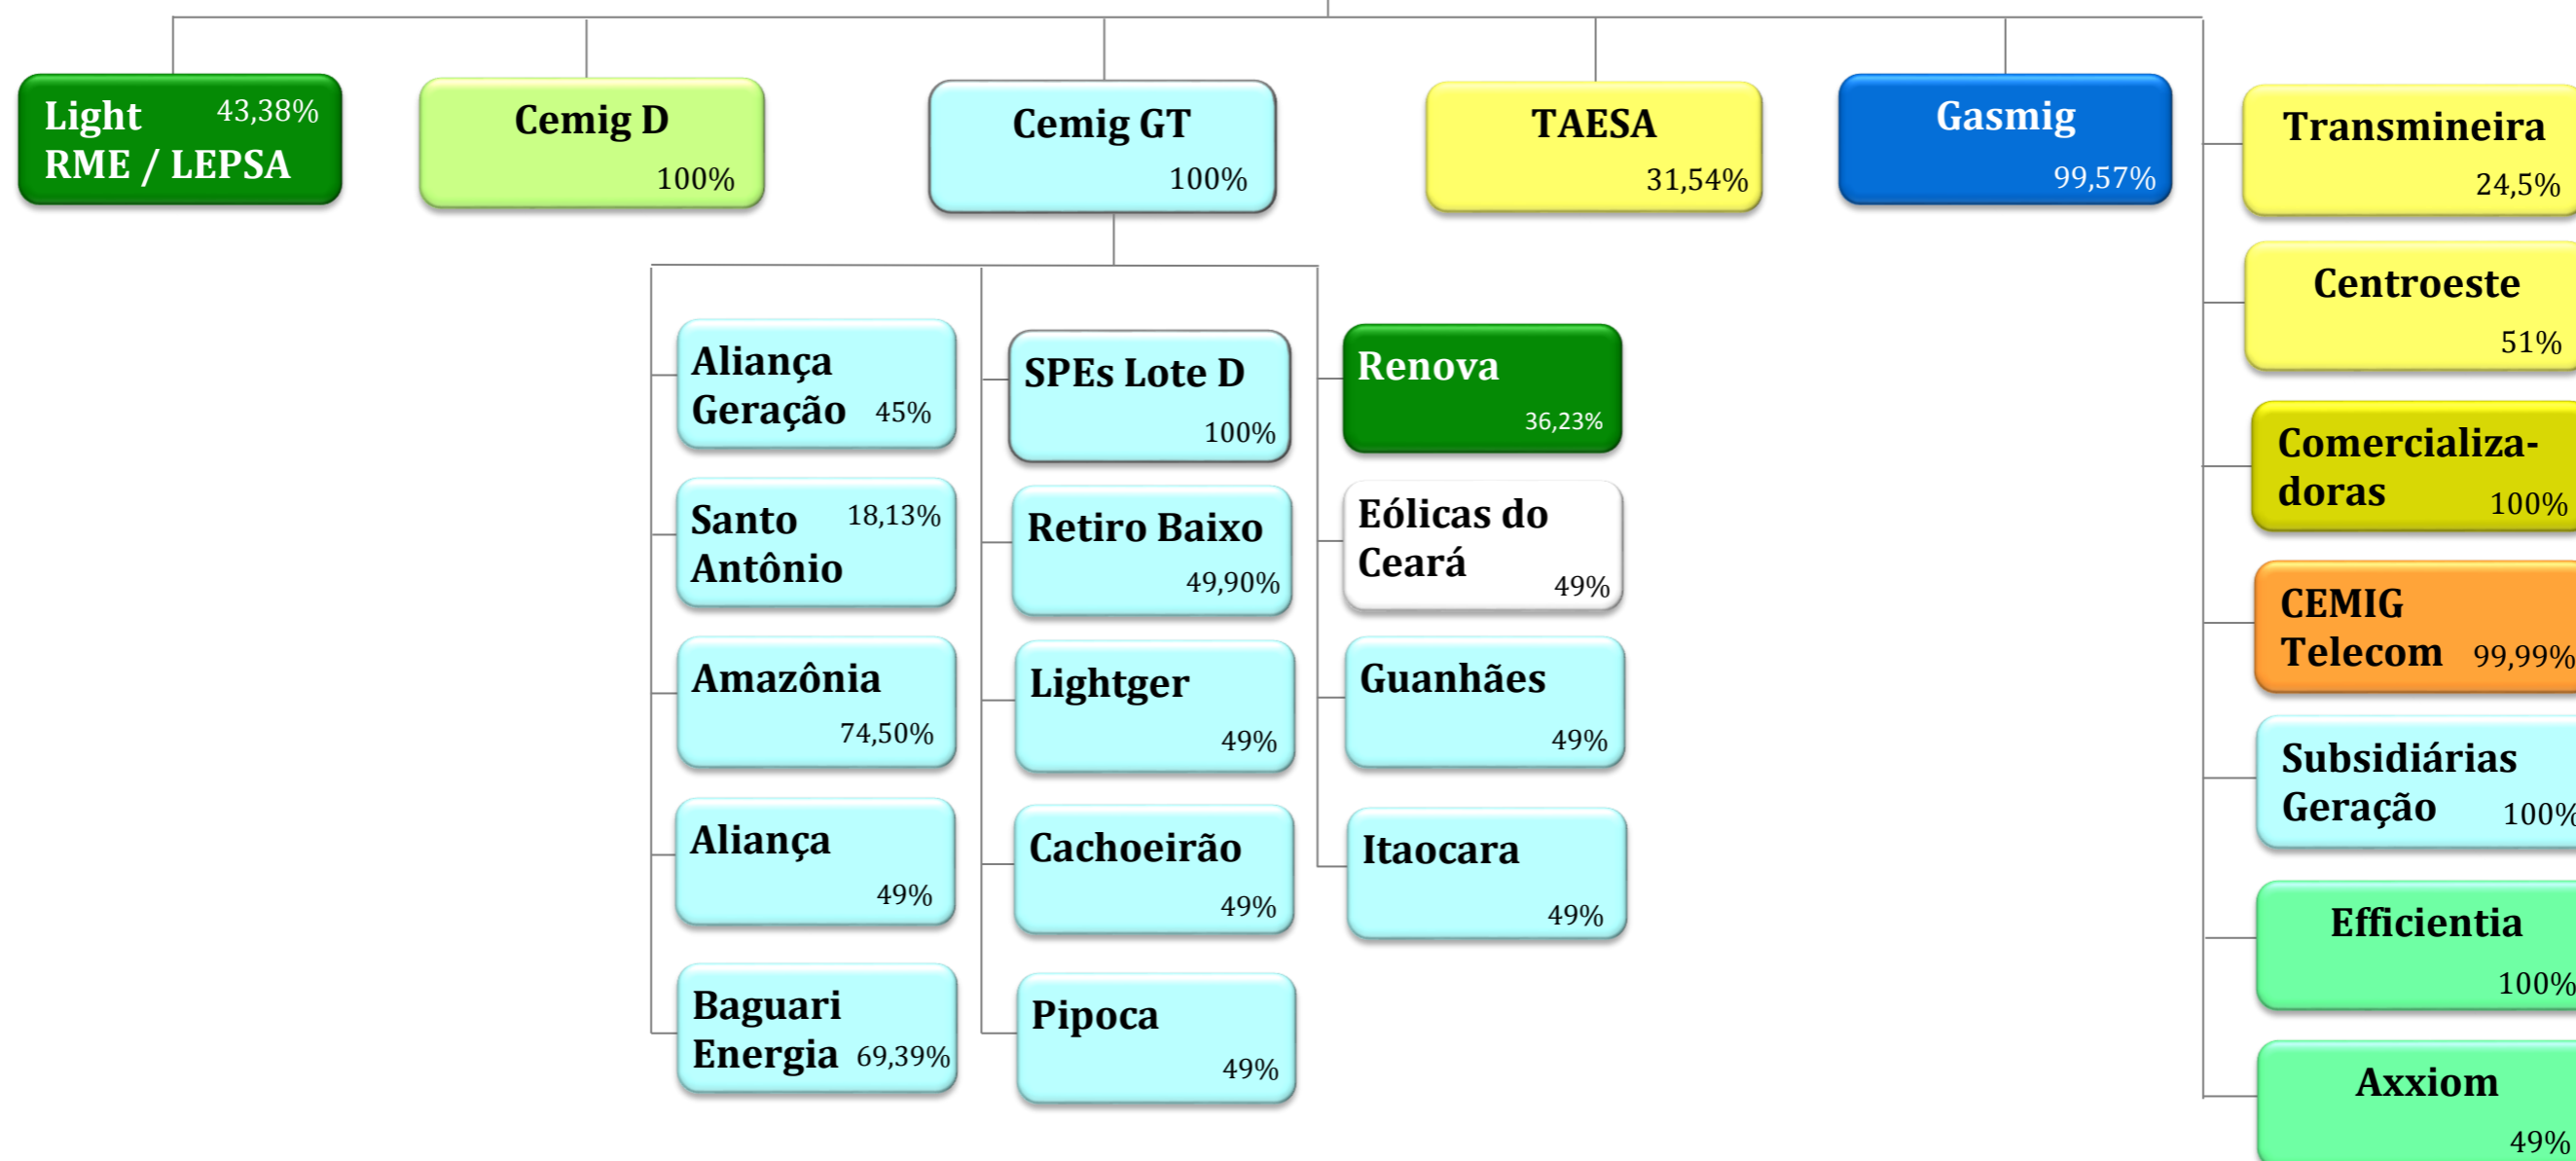 Light 43,38%
RME / LEPSA
Cemig D
100%
Cemig GT
100%
TAESA
31,54%
Gasmig
99,57%
Transmineira
24,5%
Centroeste
51%
Comercializa-
doras 100%
CEMIG
Telecom 99,99%
Subsidiárias
Geração 100%
Efficientia
100%
Axxiom
49%
Aliança
Geração 45%
Santo 18,13%
Antônio
Amazônia
74,50%
Aliança
49%
Baguari
Energia 69,39%
SPEs Lote D
100%
Retiro Baixo
49,90%
Lightger
49%
Cachoeirão
49%
Pipoca
49%
Renova
36,23%
Eólicas do
Ceará 49%
Guanhães
49%
Itaocara
49%